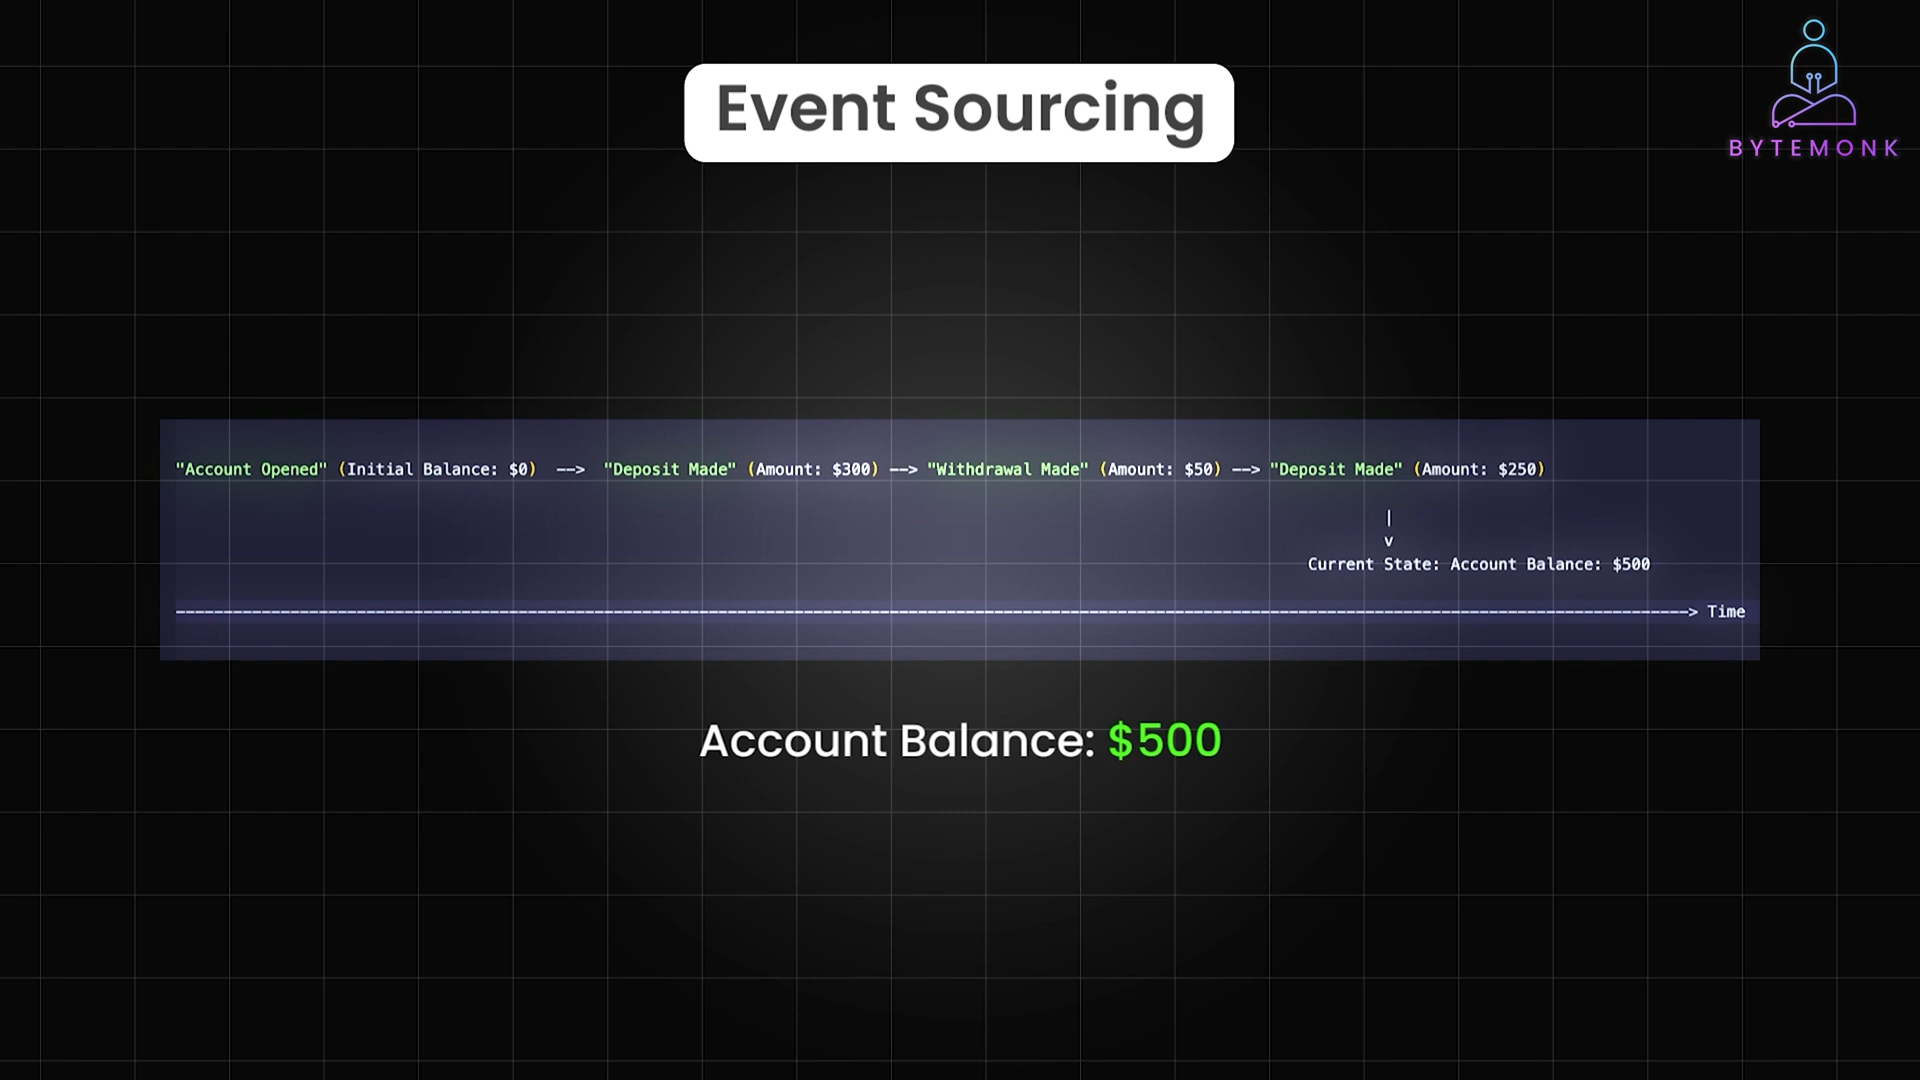 BYTEMONK
Event Sourcing
"Account Opened" (Initial Balance: $0) --> "Deposit Made" (Amount: $300) --> "Withdrawal Made" (Amount: $50) --> "Deposit Made" (Amount: $250)
|
v
Current State: Account Balance: $500
> Time
Account Balance: $500